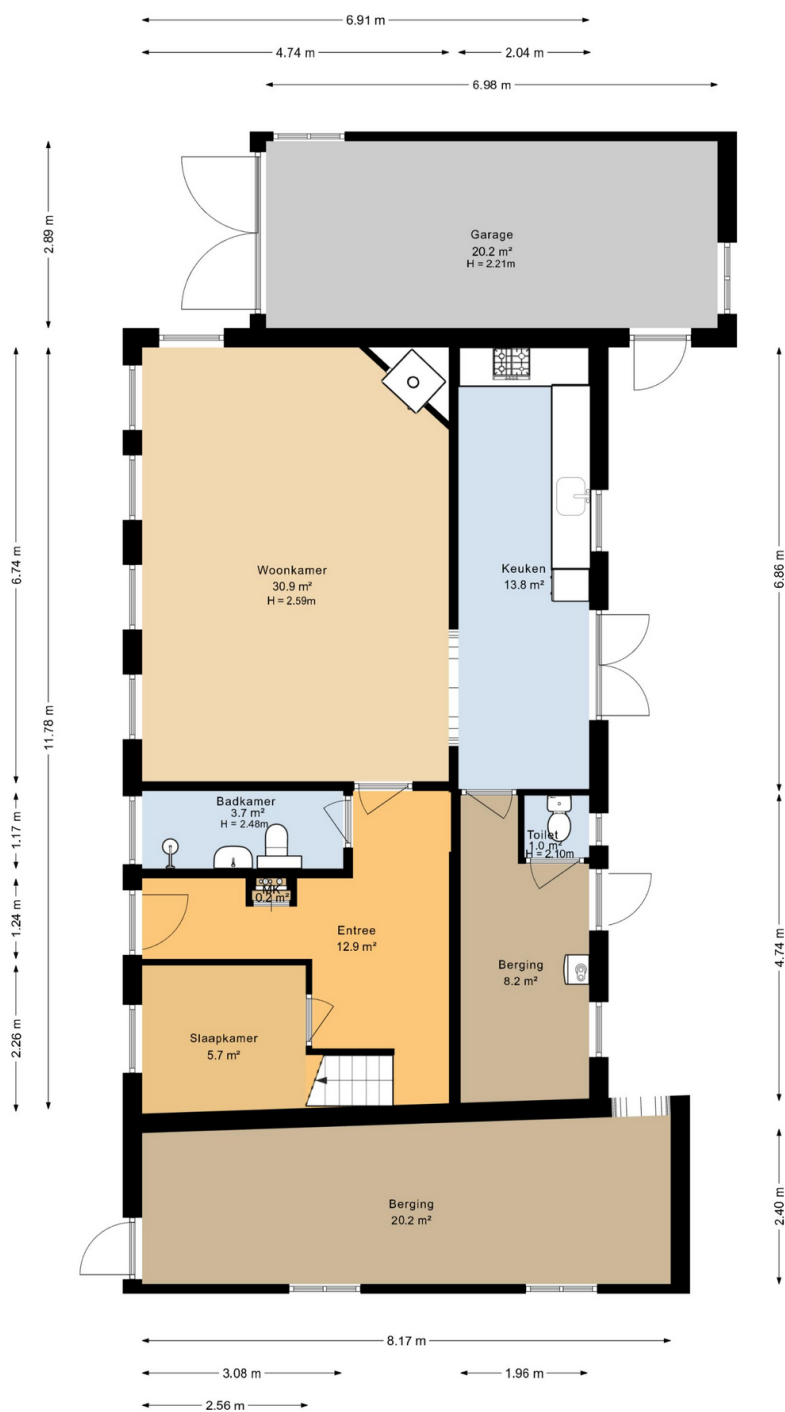 6.91 m
4.74 m
2.04 m
6.98 m
2.89 m
Garage
20.2 m²
H = 2.21m
6.74 m
11.78 m
6.86 m
Woonkamer
30.9 m²
H = 2.59m
Keuken
13.8 m²
1.17 m
Badkamer
3.7 m²
H = 2.48m
Toilet
1.0 m²
H = 2.10m
MK
0.2 m²
1.24 m
Entree
12.9 m²
4.74 m
Berging
8.2 m²
2.26 m
Slaapkamer
5.7 m²
Berging
20.2 m²
2.40 m
8.17 m
3.08 m
1.96 m
2.56 m